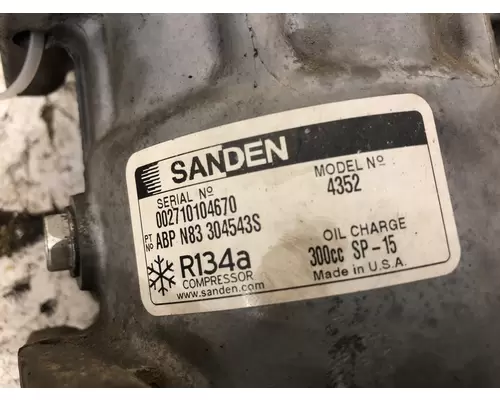 SANDEN
SERIAL Nº MODEL Nº
002710104670 4352
PT Nº ABP N83 304543S OIL CHARGE
R134a 300cc SP-15
COMPRESSOR Made in U.S.A.
www.sanden.com